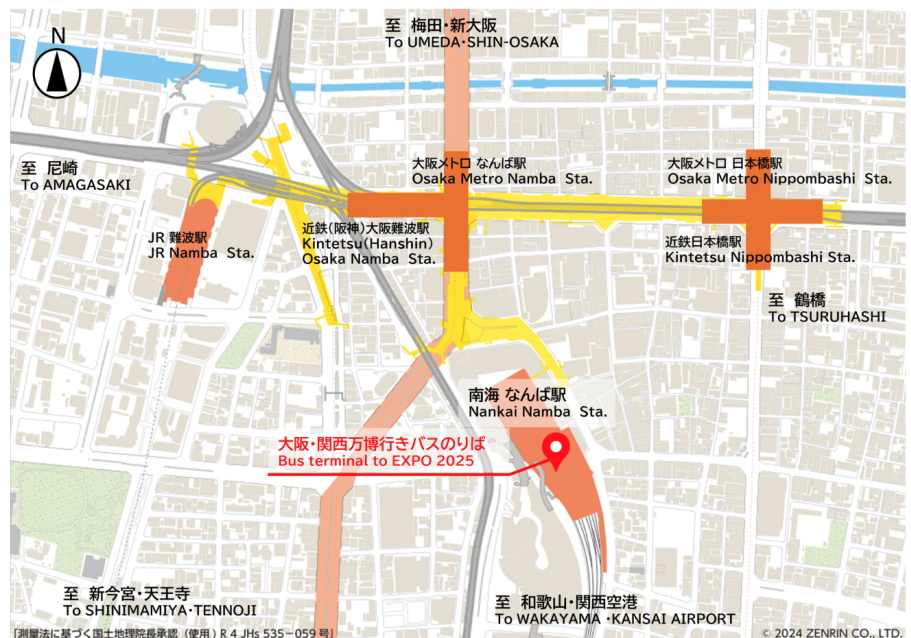 至 梅田・新大阪
To UMEDA・SHIN-OSAKA
N
至 尼崎
To AMAGASAKI
大阪メトロ なんば駅
Osaka Metro Namba Sta.
大阪メトロ 日本橋駅
Osaka Metro Nippombashi Sta.
JR 難波駅
JR Namba Sta.
近鉄(阪神)大阪難波駅
Kintetsu(Hanshin)
Osaka Namba Sta.
近鉄日本橋駅
Kintetsu Nippombashi Sta.
至 鶴橋
To TSURUHASHI
南海 なんば駅
Nankai Namba Sta.
大阪・関西万博行きバスのりば
Bus terminal to EXPO 2025
至 新今宮・天王寺
To SHINIMAMIYA・TENNOJI
至 和歌山・関西空港
To WAKAYAMA・KANSAI AIRPORT
「測量法に基づく国土地理院長承認(使用)R 4 JHs 535-059 号」
© 2024 ZENRIN CO., LTD.